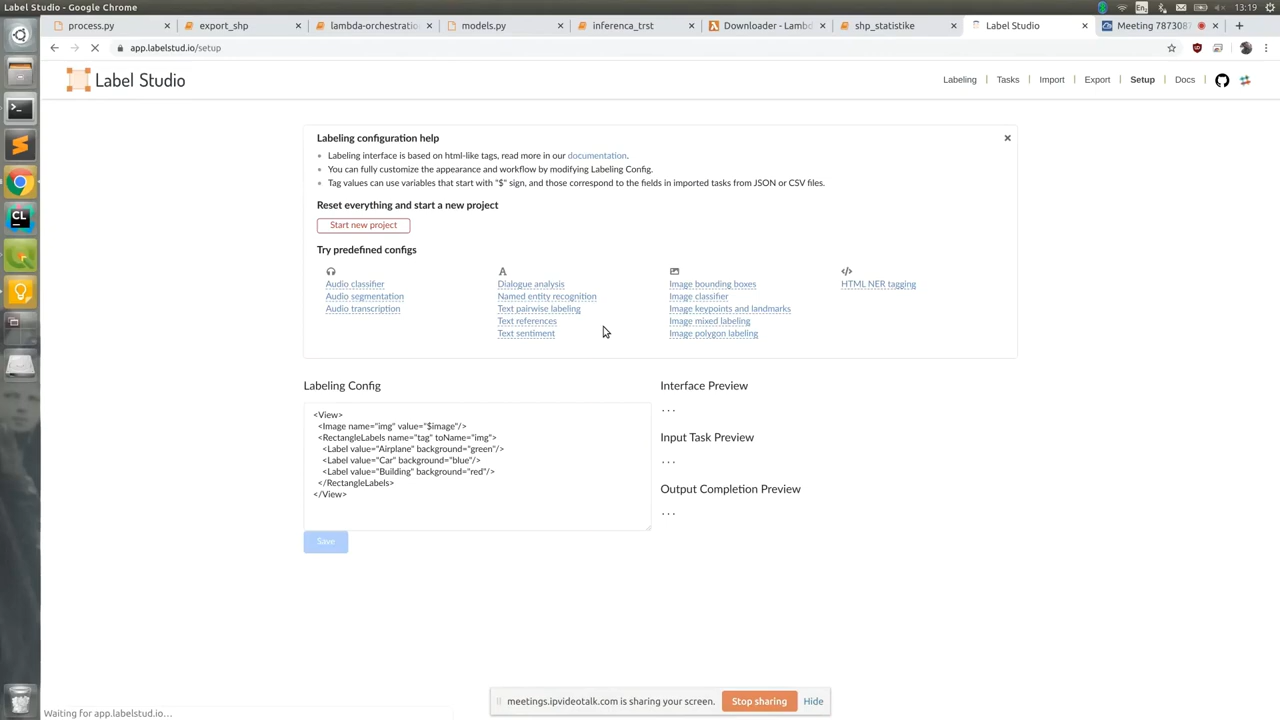 Label Studio - Google Chrome
En
13:19
process.py
export_shp
lambda-orchestration
models.py
inferenca_trst
Downloader - Lambd
shp_statistike
Label Studio
Meeting 7873087
app.labelstud.io/setup
Label Studio
Labeling | Tasks | Import | Export | Setup | Docs |
Labeling configuration help
Labeling interface is based on html-like tags, read more in our documentation.
You can fully customize the appearance and workflow by modifying Labeling Config.
Tag values can use variables that start with "$" sign, and those correspond to the fields in imported tasks from JSON or CSV files.
Reset everything and start a new project
Start new project
Try predefined configs
Audio classifier
Audio segmentation
Audio transcription
Dialogue analysis
Named entity recognition
Text pairwise labeling
Text references
Text sentiment
Image bounding boxes
Image classifier
Image keypoints and landmarks
Image mixed labeling
Image polygon labeling
HTML NER tagging
Labeling Config
<View>
<Image name="img" value="$image"/>
<RectangleLabels name="tag" toName="img">
<Label value="Airplane" background="green"/>
<Label value="Car" background="blue"/>
<Label value="Building" background="red"/>
</RectangleLabels>
</View>
Save
Interface Preview
...
Input Task Preview
...
Output Completion Preview
...
CL
meetings.ipvideotalk.com is sharing your screen.
Stop sharing
Hide
Waiting for app.labelstud.io...